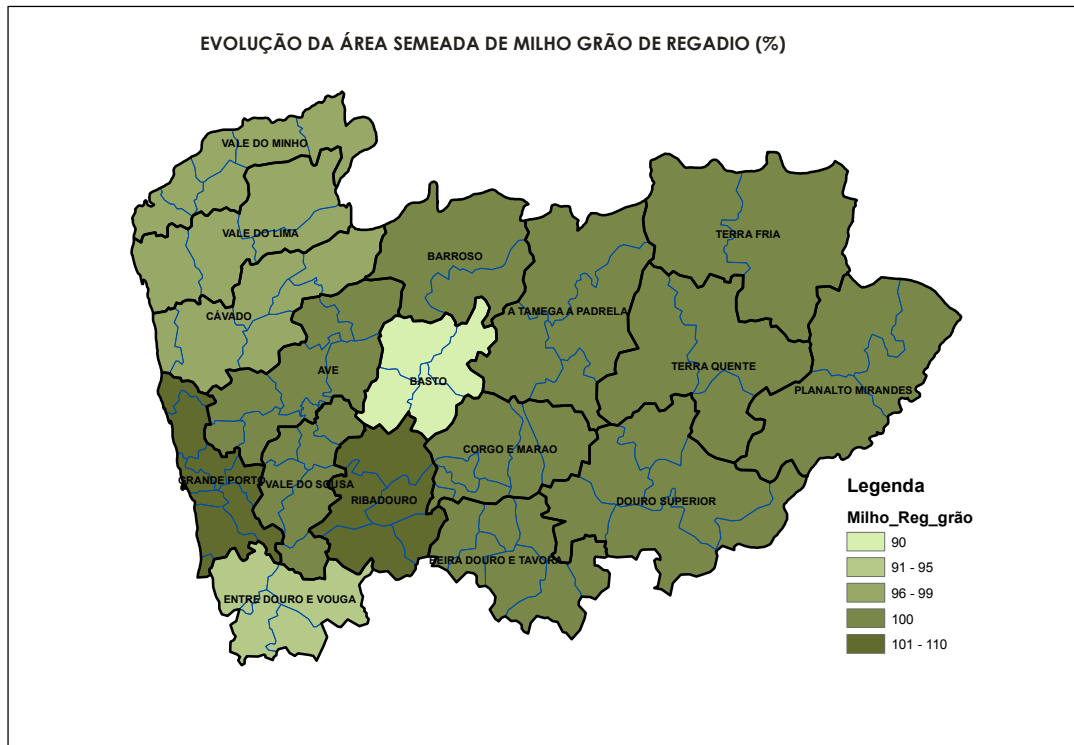 EVOLUÇÃO DA ÁREA SEMEADA DE MILHO GRÃO DE REGADIO (%)
VALE DO MINHO
VALE DO LIMA
TERRA FRIA
BARROSO
CÁVADO
A TAMEGA A PADRELA
AVE
BASTO
TERRA QUENTE
PLANALTO MIRANDES
CORGO E MARAO
GRANDE PORTO
VALE DO SOUSA
RIBADOURO
DOURO SUPERIOR
BEIRA DOURO E TAVORA
ENTRE DOURO E VOUGA
Legenda
Milho_Reg_grão
90
91 - 95
96 - 99
100
101 - 110